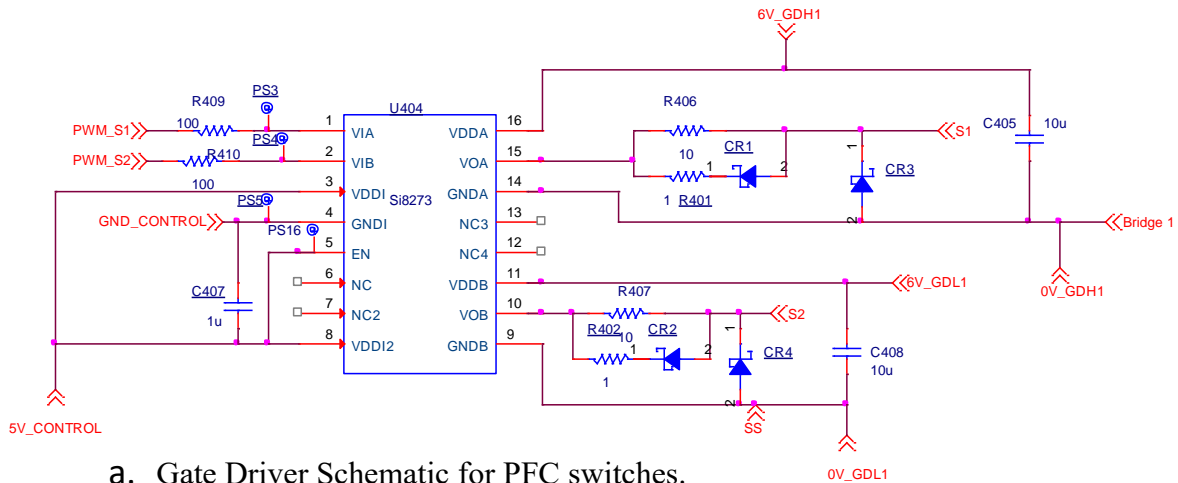 6V_GDH1
U404
Si8273
R409
100
PS3
@
PWM_S1
PS4
@
PWM_S2
R410
100
PS5
@
GND_CONTROL
PS16
@
C407
1u
5V_CONTROL
1 VIA
2 VIB
3 VDDI
4 GNDI
5 EN
6 NC
7 NC2
8 VDDI2
VDDA 16
VOA 15
GNDA 14
NC3 13
NC4 12
VDDB 11
VOB 10
GNDB 9
R406
10
1 CR1 2
1 R401
S1
1
CR3
2
C405 10u
Bridge 1
0V_GDH1
6V_GDL1
R407
10
R402
1
1 CR2 2
S2
1
CR4
2
C408
10u
SS
0V_GDL1
a. Gate Driver Schematic for PFC switches.